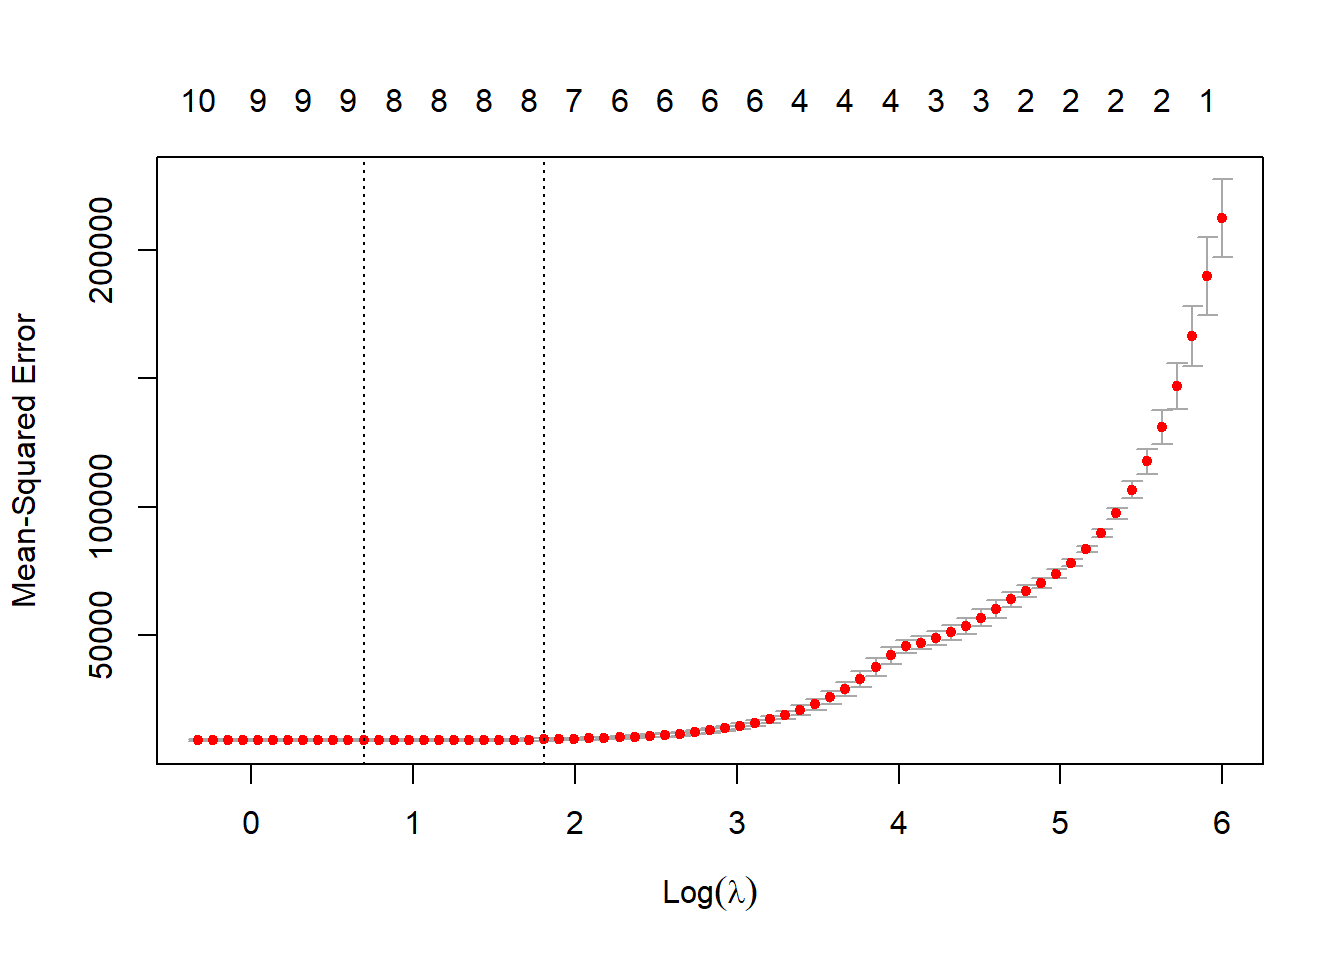 10 9 9 9 8 8 8 8 7 6 6 6 6 4 4 4 3 3 2 2 2 2 1
200000
100000
50000
Mean-Squared Error
0 1 2 3 4 5 6
Log(λ)